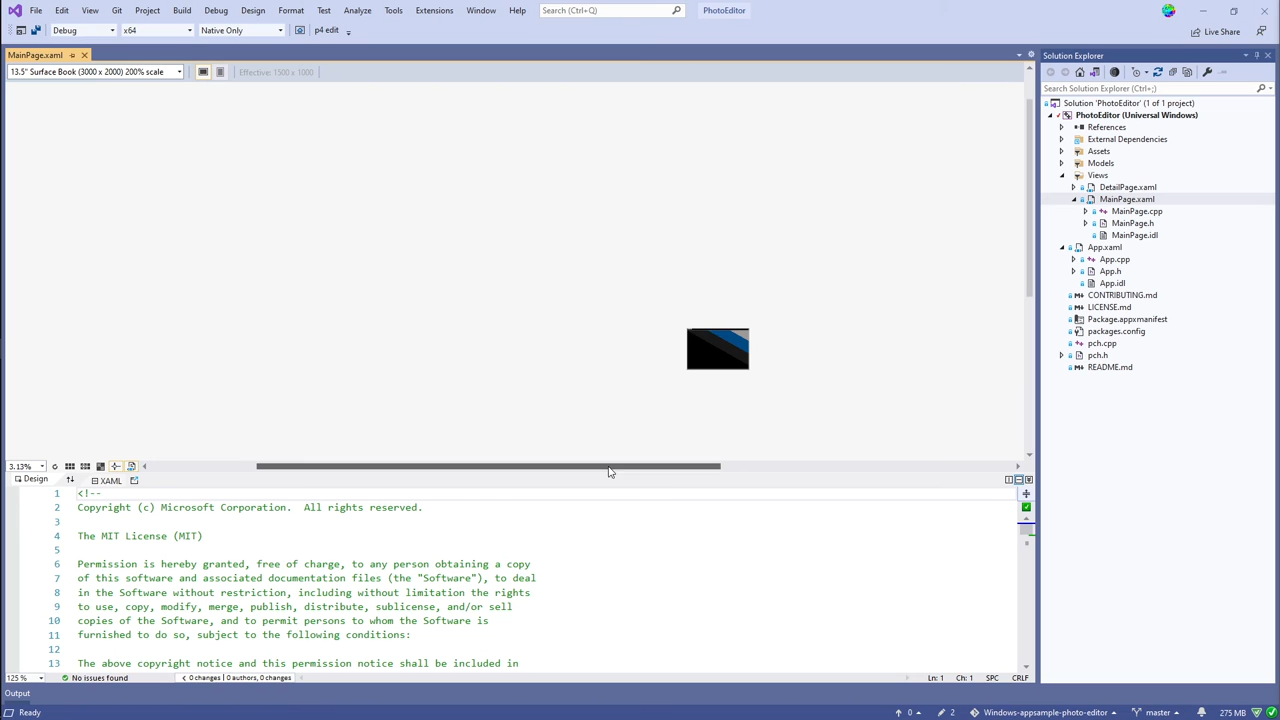 File Edit View Git Project Build Debug Design Format Test Analyze Tools Extensions Window Help Search (Ctrl+Q) PhotoEditor
Debug x64 Native Only p4 edit Live Share
MainPage.xaml
13.5" Surface Book (3000 x 2000) 200% scale Effective: 1500 x 1000
3.13%
Design XAML
1 <!--
2 Copyright (c) Microsoft Corporation. All rights reserved.
3
4 The MIT License (MIT)
5
6 Permission is hereby granted, free of charge, to any person obtaining a copy
7 of this software and associated documentation files (the "Software"), to deal
8 in the Software without restriction, including without limitation the rights
9 to use, copy, modify, merge, publish, distribute, sublicense, and/or sell
10 copies of the Software, and to permit persons to whom the Software is
11 furnished to do so, subject to the following conditions:
12
13 The above copyright notice and this permission notice shall be included in
125 % No issues found 0 changes | 0 authors, 0 changes Ln: 1 Ch: 1 SPC CRLF
Solution Explorer
Search Solution Explorer (Ctrl+;)
Solution 'PhotoEditor' (1 of 1 project)
PhotoEditor (Universal Windows)
References
External Dependencies
Assets
Models
Views
DetailPage.xaml
MainPage.xaml
MainPage.cpp
MainPage.h
MainPage.idl
App.xaml
App.cpp
App.h
App.idl
CONTRIBUTING.md
LICENSE.md
Package.appxmanifest
packages.config
pch.cpp
pch.h
README.md
Output
Ready 0 2 Windows-appsample-photo-editor master 275 MB